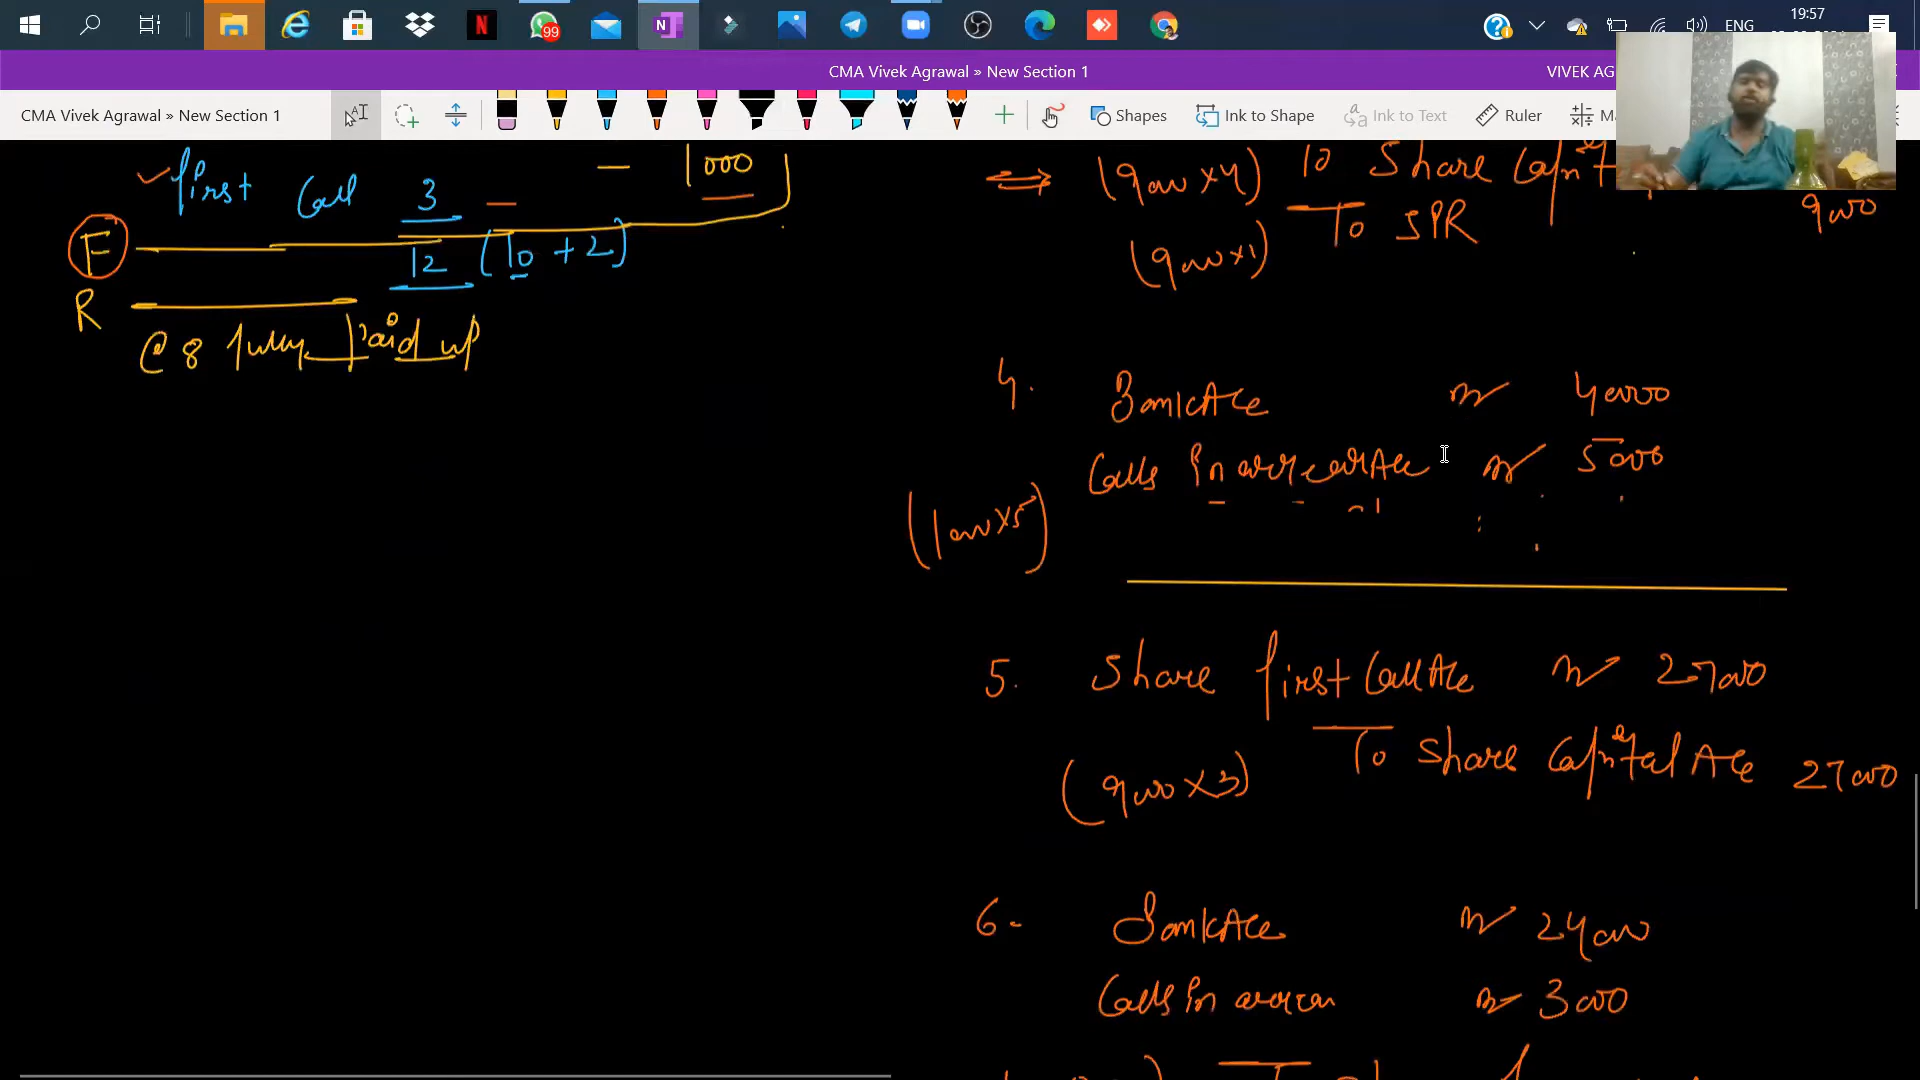 19:57
ENG
99
CMA Vivek Agrawal » New Section 1
VIVEK AG
CMA Vivek Agrawal » New Section 1
Shapes
Ink to Shape
Ink to Text
Ruler
Ma
✓ first Call 3 — 1000
F 12 (10 + 2)
R
@ 8 fully paid up
(9000 x 4) To Share Capital
9000
(9000 x 1) To SPR
4. Bank A/c Dr 40000
Calls In arrear A/c Dr 5000
(1000 x 5)
5. Share first Call A/c Dr 27000
To Share Capital A/c 27000
(9000 x 3)
6- Bank A/c Dr 24000
Calls In arrear Dr 3000